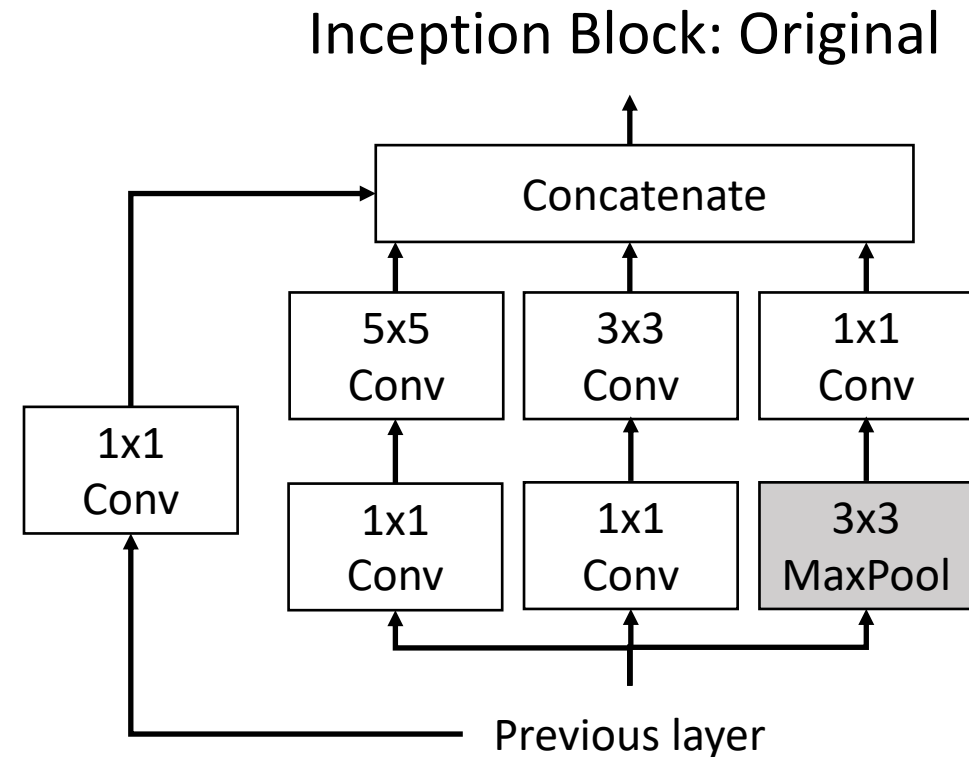 Inception Block: Original
Concatenate
5x5
Conv
3x3
Conv
1x1
Conv
1x1
Conv
1x1
Conv
1x1
Conv
3x3
MaxPool
Previous layer